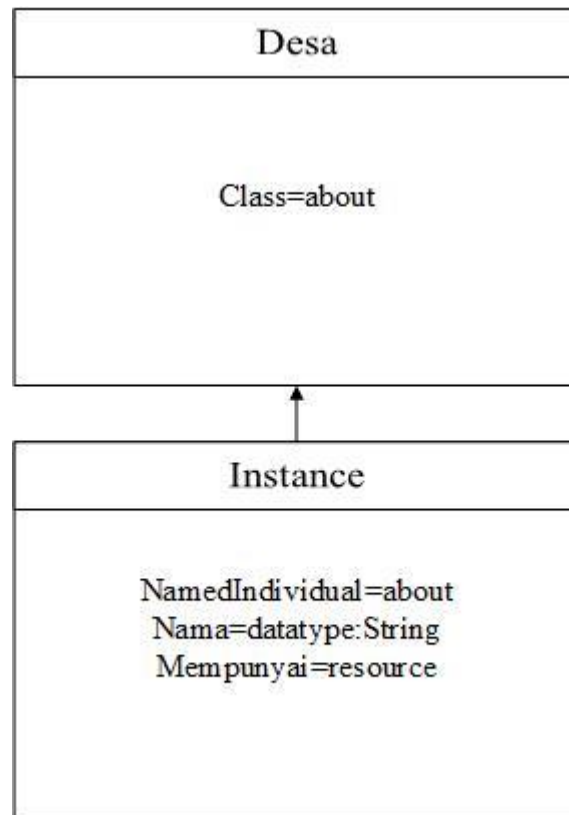 Desa
Class=about
Instance
NamedIndividual=about
Nama=datatype:String
Mempunyai=resource